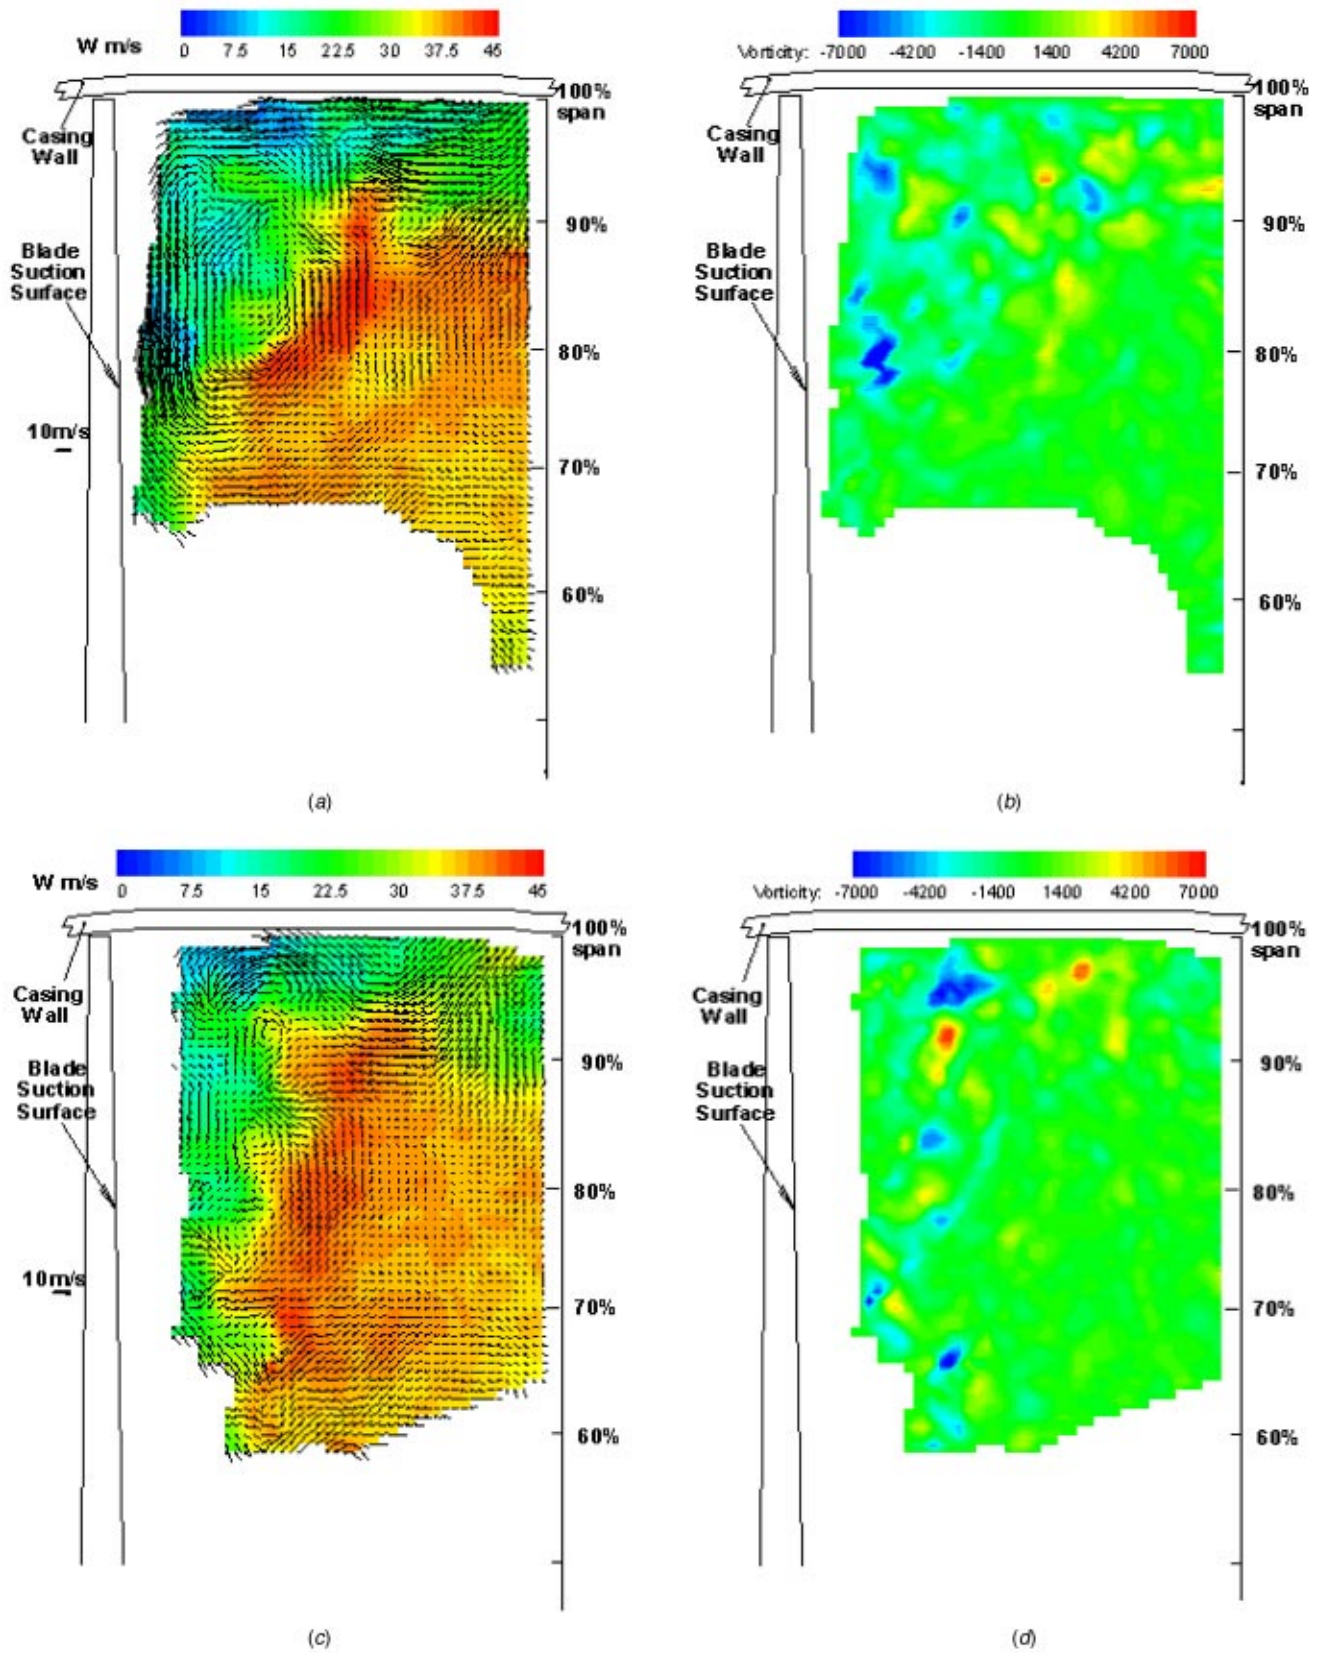 W m/s 0 7.5 15 22.5 30 37.5 45
100%
span
Casing
Wall
90%
Blade
Suction
Surface
80%
10m/s
70%
60%
(a)
Vorticity: -7000 -4200 -1400 1400 4200 7000
100%
span
Casing
Wall
90%
Blade
Suction
Surface
80%
70%
60%
(b)
W m/s 0 7.5 15 22.5 30 37.5 45
100%
span
Casing
Wall
90%
Blade
Suction
Surface
80%
10m/s
70%
60%
(c)
Vorticity: -7000 -4200 -1400 1400 4200 7000
100%
span
Casing
Wall
90%
Blade
Suction
Surface
80%
70%
60%
(d)